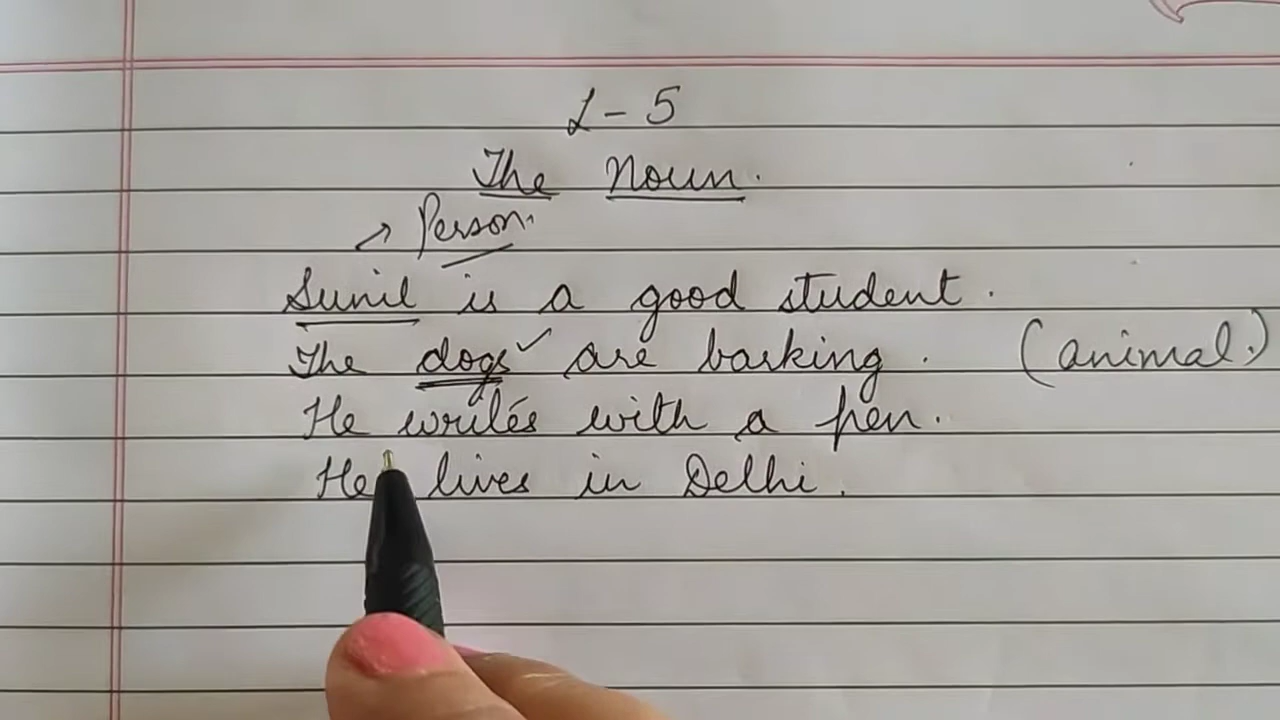 L-5
The Noun.
↗ Person.
Sunil is a good student.
The dogs ✓ are barking. (animal.)
He writes with a pen.
He lives in Delhi.